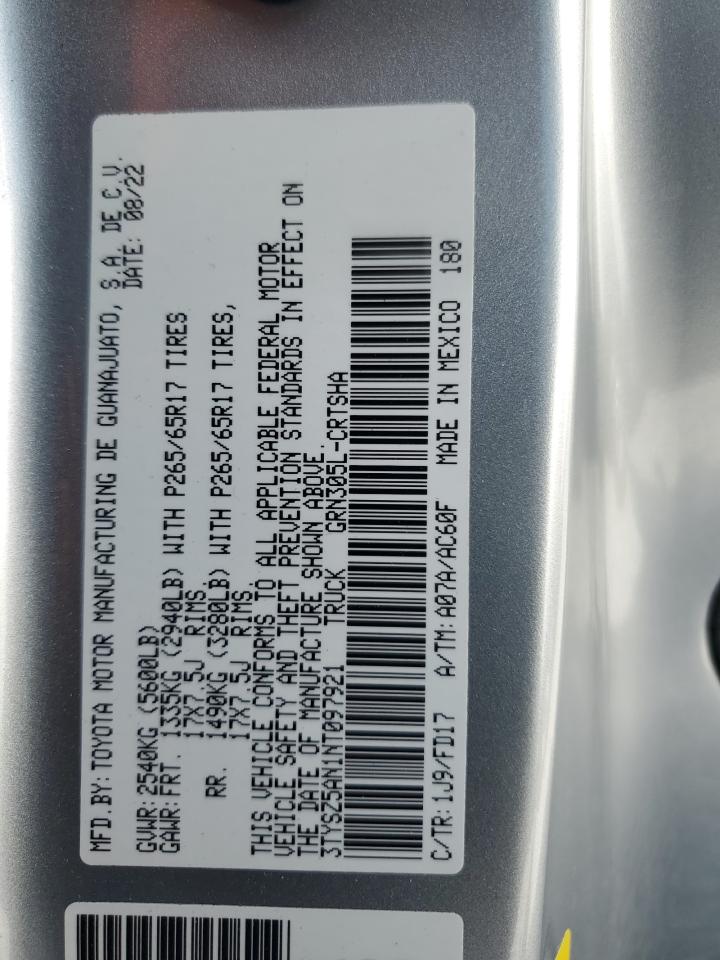 MFD BY: TOYOTA MOTOR MANUFACTURING DE GUANAJUATO, S.A. DE C.V.
DATE: 08/22
GVWR: 2540KG (5600LB)
GAWR: FRT. 1335KG (2940LB) WITH P265/65R17 TIRES
17X7.5J RIMS.
RR. 1490KG (3280LB) WITH P265/65R17 TIRES,
17X7.5J RIMS.
THIS VEHICLE CONFORMS TO ALL APPLICABLE FEDERAL MOTOR
VEHICLE SAFETY AND THEFT PREVENTION STANDARDS IN EFFECT ON
THE DATE OF MANUFACTURE SHOWN ABOVE.
3TYSZ5AN1NT097921 TRUCK GRN305L-CRTSHA
C/TR: 1J9/FD17 A/TM: A07A/AC60F MADE IN MEXICO 180